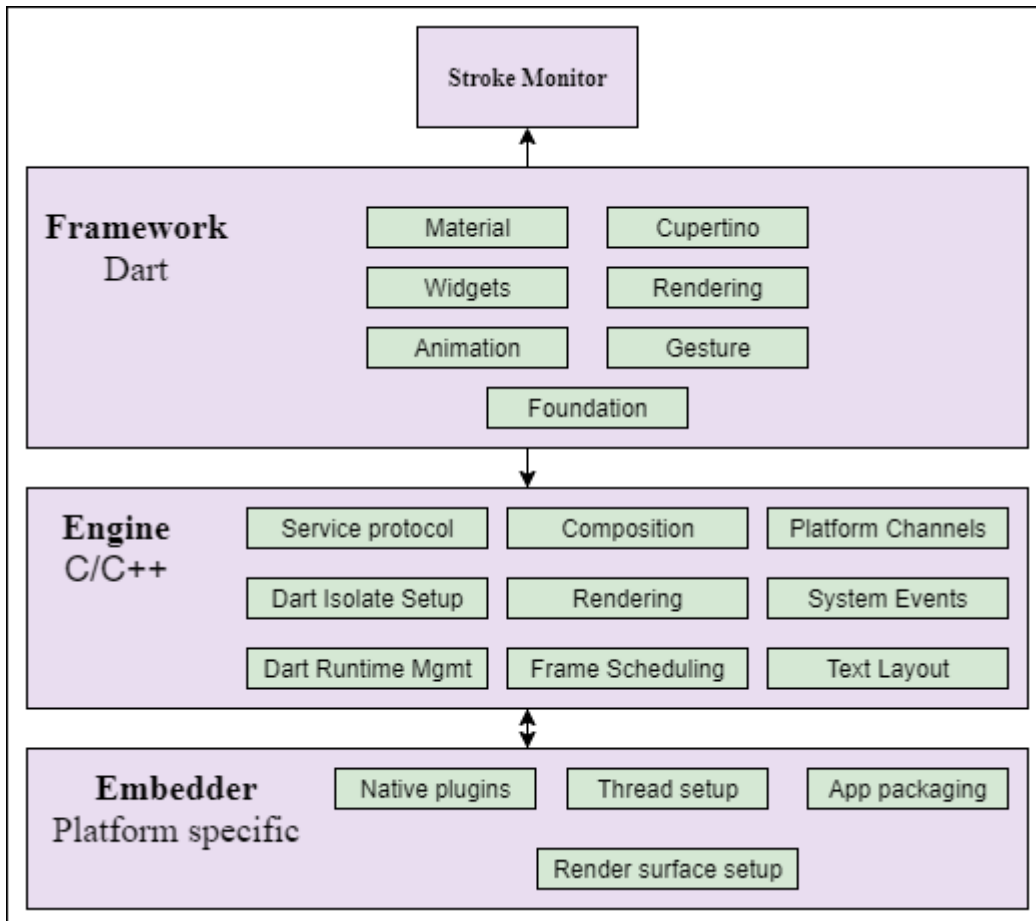 Stroke Monitor
Framework
Dart
Material
Cupertino
Widgets
Rendering
Animation
Gesture
Foundation
Engine
C/C++
Service protocol
Composition
Platform Channels
Dart Isolate Setup
Rendering
System Events
Dart Runtime Mgmt
Frame Scheduling
Text Layout
Embedder
Platform specific
Native plugins
Thread setup
App packaging
Render surface setup